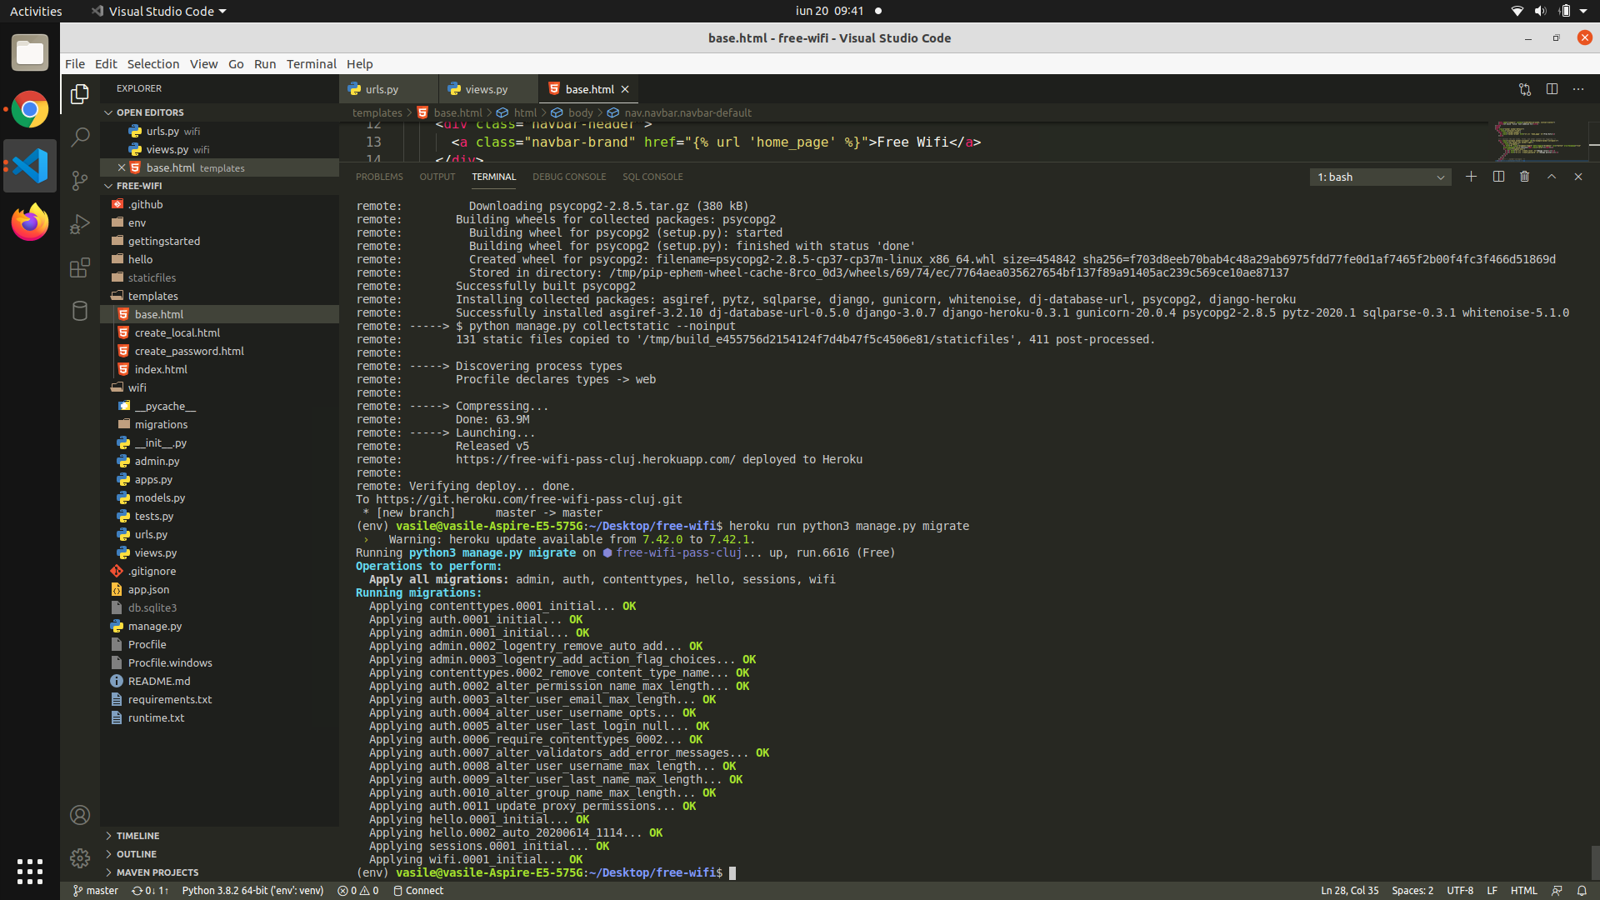 Activities
Visual Studio Code
iun 20 09:41
base.html - free-wifi - Visual Studio Code
File Edit Selection View Go Run Terminal Help
EXPLORER
OPEN EDITORS
urls.py wifi
views.py wifi
base.html templates
FREE-WIFI
.github
env
gettingstarted
hello
staticfiles
templates
base.html
create_local.html
create_password.html
index.html
wifi
__pycache__
migrations
__init__.py
admin.py
apps.py
models.py
tests.py
urls.py
views.py
.gitignore
app.json
db.sqlite3
manage.py
Procfile
Procfile.windows
README.md
requirements.txt
runtime.txt
TIMELINE
OUTLINE
MAVEN PROJECTS
urls.py
views.py
base.html
templates > base.html > html > body > nav.navbar.navbar-default
12 <div class="navbar-header">
13 <a class="navbar-brand" href="{% url 'home_page' %}">Free Wifi</a>
14 </div>
PROBLEMS OUTPUT TERMINAL DEBUG CONSOLE SQL CONSOLE
1: bash
remote: Downloading psycopg2-2.8.5.tar.gz (380 kB)
remote: Building wheels for collected packages: psycopg2
remote: Building wheel for psycopg2 (setup.py): started
remote: Building wheel for psycopg2 (setup.py): finished with status 'done'
remote: Created wheel for psycopg2: filename=psycopg2-2.8.5-cp37-cp37m-linux_x86_64.whl size=454842 sha256=f703d8eeb70bab4c48a29ab6975fdd77fe0d1af7465f2b00f4fc3f466d51869d
remote: Stored in directory: /tmp/pip-ephem-wheel-cache-8rco_0d3/wheels/69/74/ec/7764aea035627654bf137f89a91405ac239c569ce10ae87137
remote: Successfully built psycopg2
remote: Installing collected packages: asgiref, pytz, sqlparse, django, gunicorn, whitenoise, dj-database-url, psycopg2, django-heroku
remote: Successfully installed asgiref-3.2.10 dj-database-url-0.5.0 django-3.0.7 django-heroku-0.3.1 gunicorn-20.0.4 psycopg2-2.8.5 pytz-2020.1 sqlparse-0.3.1 whitenoise-5.1.0
remote: -----> $ python manage.py collectstatic --noinput
remote: 131 static files copied to '/tmp/build_e455756d2154124f7d4b47f5c4506e81/staticfiles', 411 post-processed.
remote:
remote: -----> Discovering process types
remote: Procfile declares types -> web
remote:
remote: -----> Compressing...
remote: Done: 63.9M
remote: -----> Launching...
remote: Released v5
remote: https://free-wifi-pass-cluj.herokuapp.com/ deployed to Heroku
remote:
remote: Verifying deploy... done.
To https://git.heroku.com/free-wifi-pass-cluj.git
* [new branch] master -> master
(env) vasile@vasile-Aspire-E5-575G:~/Desktop/free-wifi$ heroku run python3 manage.py migrate
› Warning: heroku update available from 7.42.0 to 7.42.1.
Running python3 manage.py migrate on ⬢ free-wifi-pass-cluj... up, run.6616 (Free)
Operations to perform:
Apply all migrations: admin, auth, contenttypes, hello, sessions, wifi
Running migrations:
Applying contenttypes.0001_initial... OK
Applying auth.0001_initial... OK
Applying admin.0001_initial... OK
Applying admin.0002_logentry_remove_auto_add... OK
Applying admin.0003_logentry_add_action_flag_choices... OK
Applying contenttypes.0002_remove_content_type_name... OK
Applying auth.0002_alter_permission_name_max_length... OK
Applying auth.0003_alter_user_email_max_length... OK
Applying auth.0004_alter_user_username_opts... OK
Applying auth.0005_alter_user_last_login_null... OK
Applying auth.0006_require_contenttypes_0002... OK
Applying auth.0007_alter_validators_add_error_messages... OK
Applying auth.0008_alter_user_username_max_length... OK
Applying auth.0009_alter_user_last_name_max_length... OK
Applying auth.0010_alter_group_name_max_length... OK
Applying auth.0011_update_proxy_permissions... OK
Applying hello.0001_initial... OK
Applying hello.0002_auto_20200614_1114... OK
Applying sessions.0001_initial... OK
Applying wifi.0001_initial... OK
(env) vasile@vasile-Aspire-E5-575G:~/Desktop/free-wifi$
master 0↓ 1↑ Python 3.8.2 64-bit ('env': venv) 0 0 Connect
Ln 28, Col 35 Spaces: 2 UTF-8 LF HTML